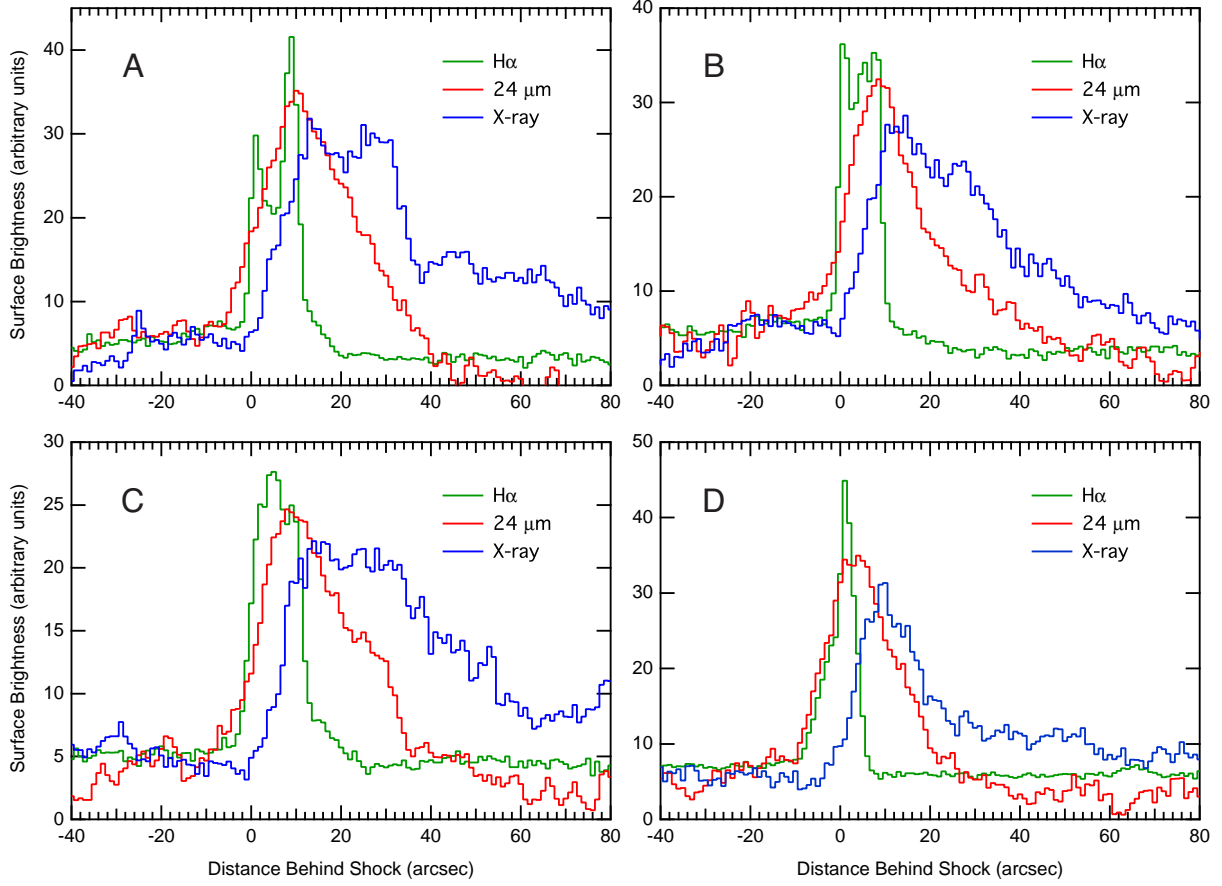 Surface Brightness (arbitrary units)
A
Hα
24 μm
X-ray
40
30
20
10
0
-40 -20 0 20 40 60 80
B
Hα
24 μm
X-ray
40
30
20
10
0
-40 -20 0 20 40 60 80
Surface Brightness (arbitrary units)
C
Hα
24 μm
X-ray
30
25
20
15
10
5
0
-40 -20 0 20 40 60 80
Distance Behind Shock (arcsec)
D
Hα
24 μm
X-ray
50
40
30
20
10
0
-40 -20 0 20 40 60 80
Distance Behind Shock (arcsec)